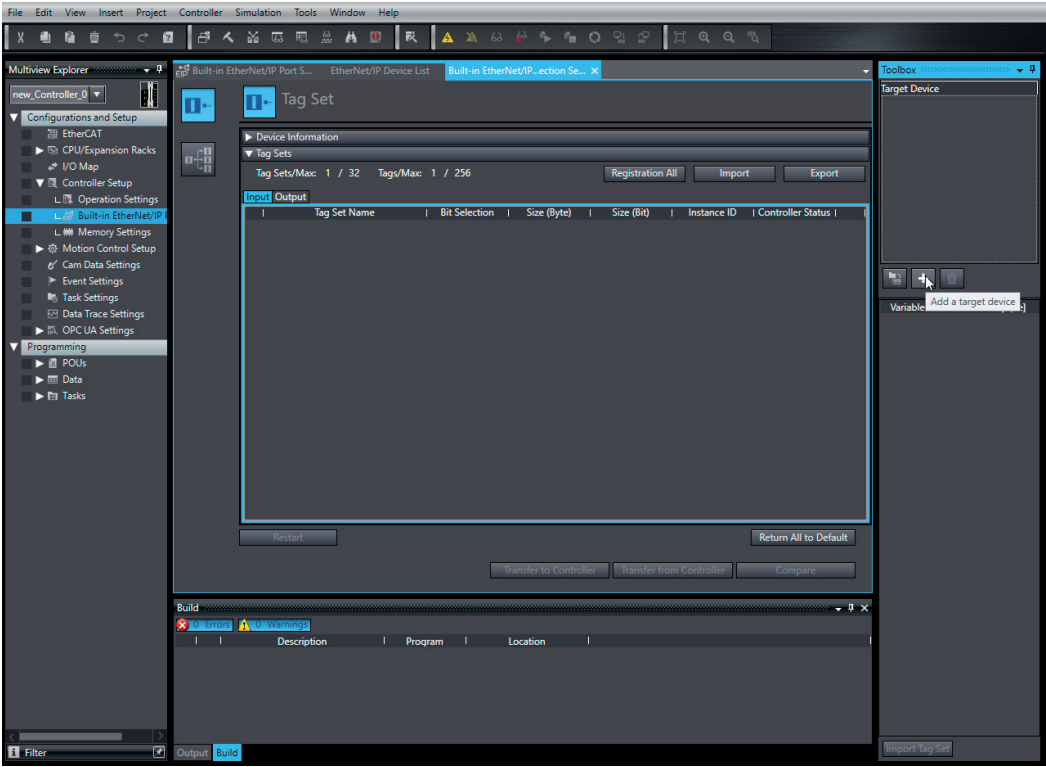 File Edit View Insert Project Controller Simulation Tools Window Help
Multiview Explorer
new_Controller_0
Configurations and Setup
EtherCAT
CPU/Expansion Racks
I/O Map
Controller Setup
Operation Settings
Built-in EtherNet/IP
Memory Settings
Motion Control Setup
Cam Data Settings
Event Settings
Task Settings
Data Trace Settings
OPC UA Settings
Programming
POUs
Data
Tasks
Filter
Built-in EtherNet/IP Port S... EtherNet/IP Device List Built-in EtherNet/IP...ection Se...
Tag Set
Device Information
Tag Sets
Tag Sets/Max: 1 / 32 Tags/Max: 1 / 256 Registration All Import Export
Input Output
Tag Set Name Bit Selection Size (Byte) Size (Bit) Instance ID Controller Status
Restart Return All to Default
Transfer to Controller Transfer from Controller Compare
Build
0 Errors 0 Warnings
Description Program Location
Output Build
Toolbox
Target Device
Add a target device
Variable
Import Tag Set